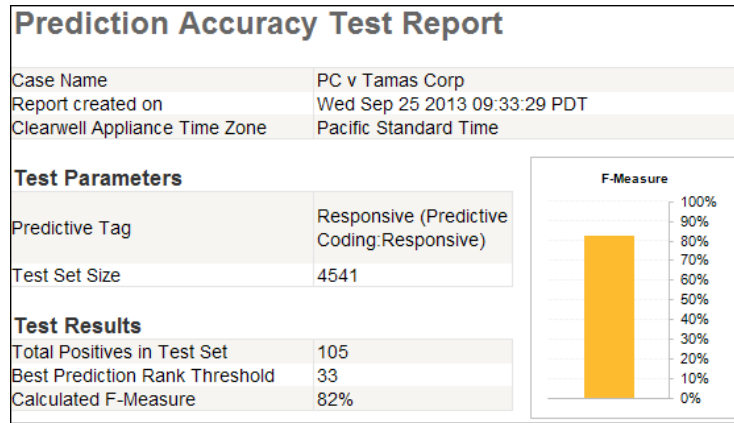 Prediction Accuracy Test Report
Case Name PC v Tamas Corp
Report created on Wed Sep 25 2013 09:33:29 PDT
Clearwell Appliance Time Zone Pacific Standard Time
Test Parameters
Predictive Tag Responsive (Predictive
Coding:Responsive)
Test Set Size 4541
Test Results
Total Positives in Test Set 105
Best Prediction Rank Threshold 33
Calculated F-Measure 82%
F-Measure
100%
90%
80%
70%
60%
50%
40%
30%
20%
10%
0%